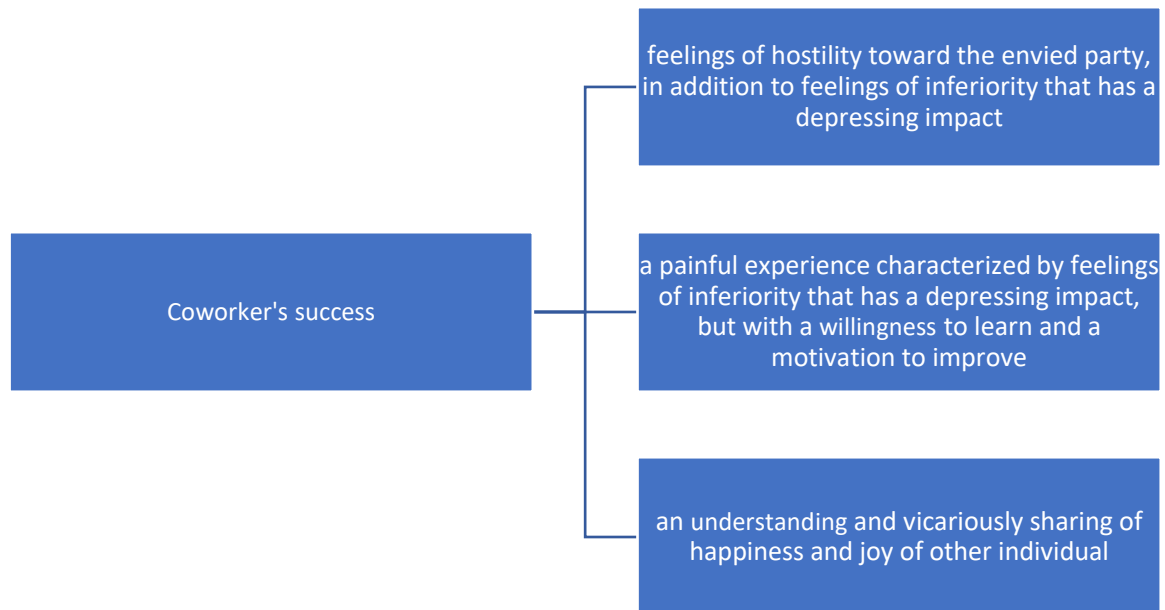 feelings of hostility toward the envied party,
in addition to feelings of inferiority that has a
depressing impact
Coworker's success
a painful experience characterized by feelings
of inferiority that has a depressing impact,
but with a willingness to learn and a
motivation to improve
an understanding and vicariously sharing of
happiness and joy of other individual